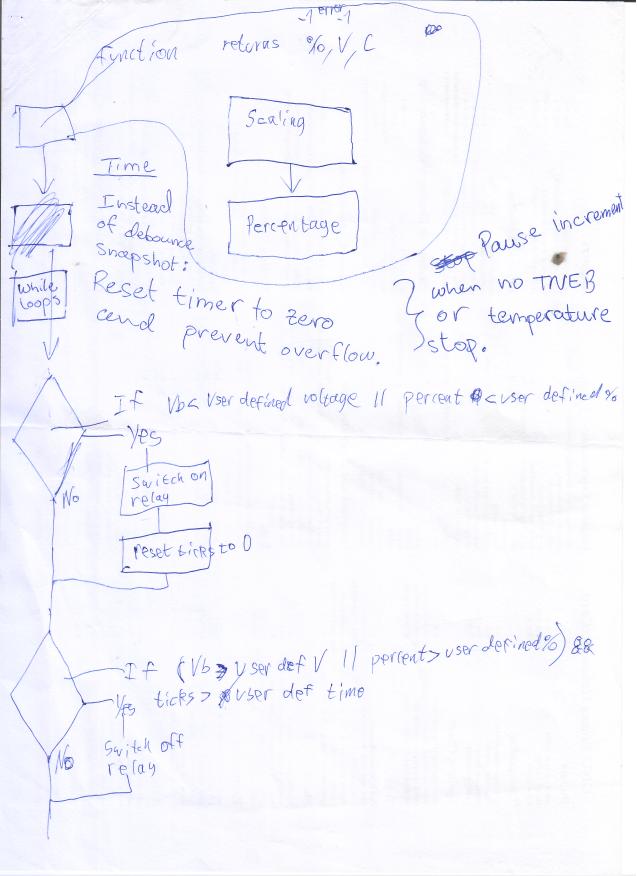 -1 error -1
function returns %, V, C
Scaling
Percentage
Time
Instead
of debounce
snapshot:
Reset timer to zero
and prevent overflow.
Pause increment
when no TNEB
or temperature
stop.
While
loops
If Vb< User defined voltage || percent < user defined %
Yes
No
Switch on
relay
reset ticks to 0
If (Vb > user def V || percent > user defined %) &&
Yes ticks > user def time
No
Switch off
relay